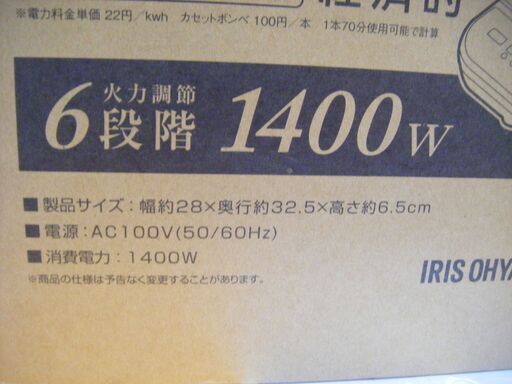 経済的
※電力料金単価 22円／kwh　カセットボンベ 100円／本　1本70分使用可能で計算
火力調節
6段階 1400W
■製品サイズ：幅約28×奥行約32.5×高さ約6.5cm
■電源：AC100V(50/60Hz)
■消費電力：1400W
※商品の仕様は予告なく変更することがあります。
IRIS OHYA